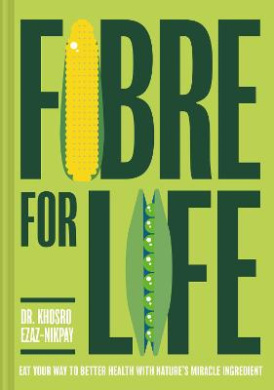 FIBRE
FOR
LIFE
DR. KHOSRO
EZAZ-NIKPAY
EAT YOUR WAY TO BETTER HEALTH WITH NATURE'S MIRACLE INGREDIENT